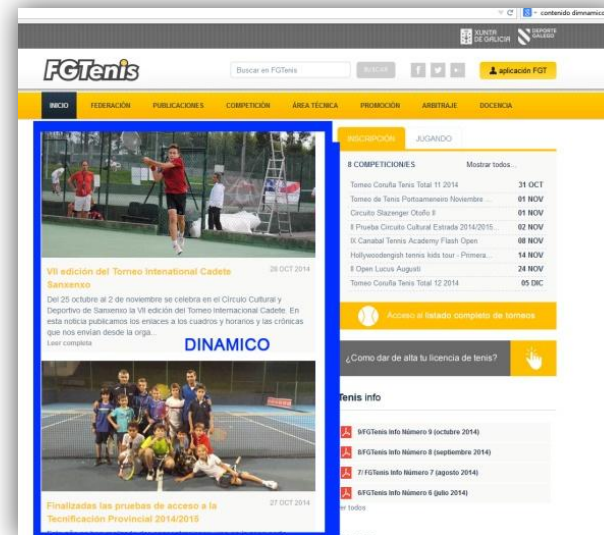 contenido dimnamico
XUNTA
DE GALICIA
DEPORTE
GALEGO
FGTenis
Buscar en FGTenis
BUSCAR
aplicación FGT
INICIO
FEDERACIÓN
PUBLICACIONES
COMPETICIÓN
ÁREA TÉCNICA
PROMOCIÓN
ARBITRAJE
DOCENCIA
VII edición del Torneo International Cadete
Sanxenxo
28 OCT 2014
Del 25 octubre al 2 de noviembre se celebra en el Círculo Cultural y
Deportivo de Sanxenxo la VII edición del Torneo Internacional Cadete. En
esta noticia publicamos los enlaces a los cuadros y horarios y las crónicas
que nos envían desde la orga...
Leer completa
DINAMICO
Finalizadas las pruebas de acceso a la
Tecnificación Provincial 2014/2015
27 OCT 2014
INSCRIPCIÓN
JUGANDO
8 COMPETICIONES
Mostrar todos...
Torneo Coruña Tenis Total 11 2014 31 OCT
Torneo de Tenis Portoameneiro Noviembre ... 01 NOV
Circuito Slazenger Otoño II 01 NOV
II Prueba Circuito Cultural Estrada 2014/2015... 02 NOV
IX Canabal Tennis Academy Flash Open 08 NOV
Hollywoodengish tennis kids tour - Primera... 14 NOV
II Open Lucus Augusti 24 NOV
Torneo Coruña Tenis Total 12 2014 05 DIC
Acceso al listado completo de torneos
¿Como dar de alta tu licencia de tenis?
Tenis info
9/FGTenis Info Número 9 (octubre 2014)
8/FGTenis Info Número 8 (septiembre 2014)
7/ FGTenis Info Número 7 (agosto 2014)
6/FGTenis Info Número 6 (julio 2014)
er todos